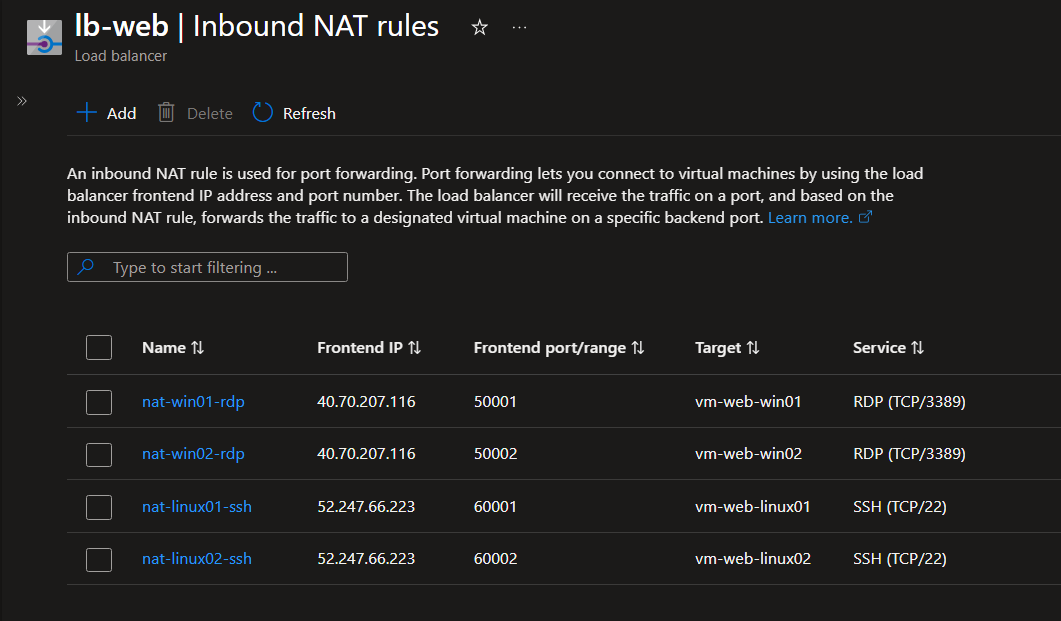 lb-web | Inbound NAT rules
Load balancer
Add Delete Refresh
An inbound NAT rule is used for port forwarding. Port forwarding lets you connect to virtual machines by using the load
balancer frontend IP address and port number. The load balancer will receive the traffic on a port, and based on the
inbound NAT rule, forwards the traffic to a designated virtual machine on a specific backend port. Learn more.
Type to start filtering ...
Name Frontend IP Frontend port/range Target Service
nat-win01-rdp 40.70.207.116 50001 vm-web-win01 RDP (TCP/3389)
nat-win02-rdp 40.70.207.116 50002 vm-web-win02 RDP (TCP/3389)
nat-linux01-ssh 52.247.66.223 60001 vm-web-linux01 SSH (TCP/22)
nat-linux02-ssh 52.247.66.223 60002 vm-web-linux02 SSH (TCP/22)